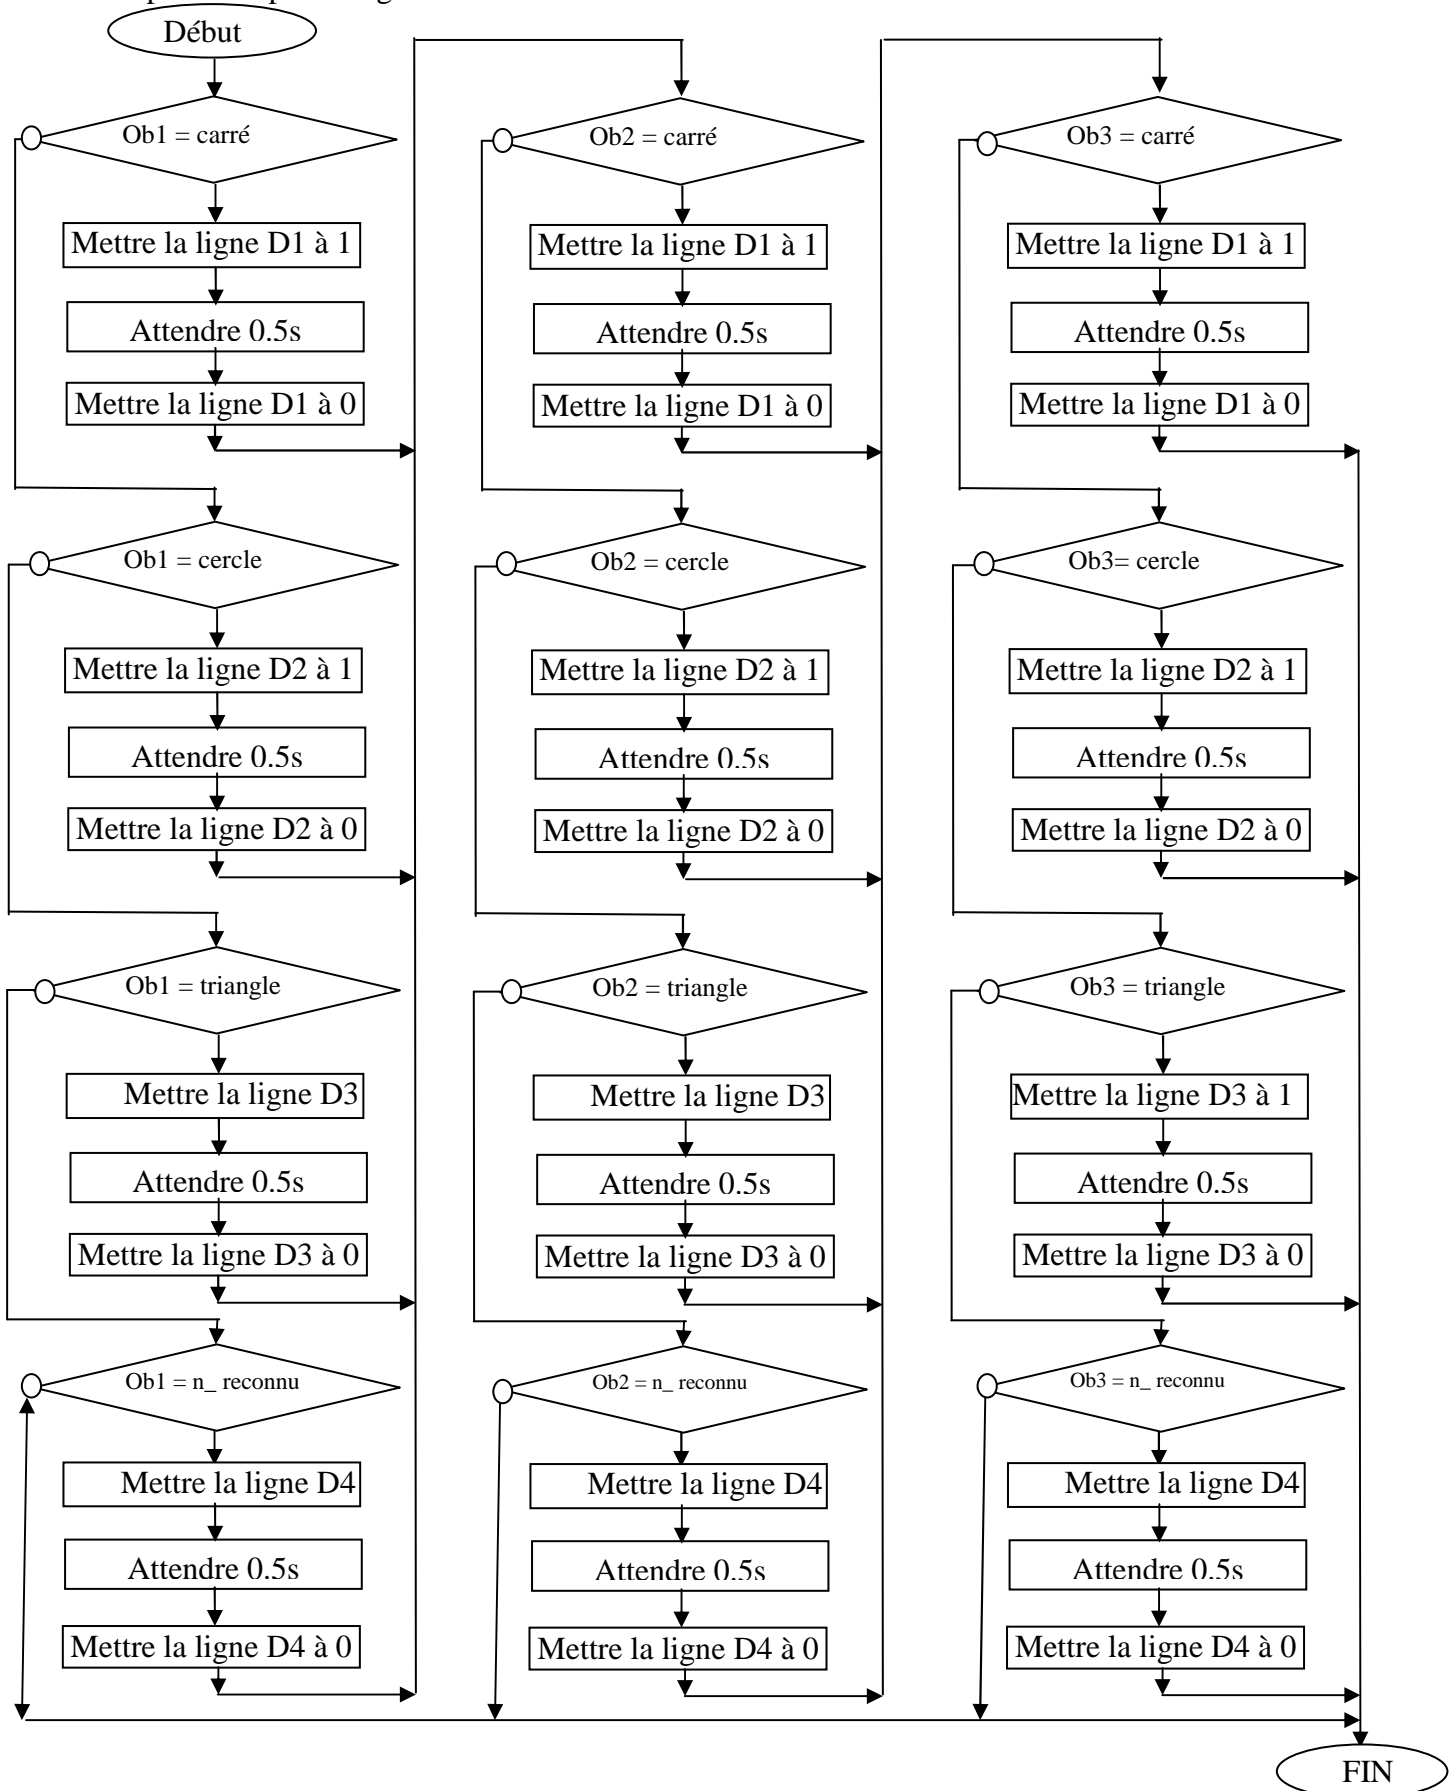 Début
Ob1 = carré
Mettre la ligne D1 à 1
Attendre 0.5s
Mettre la ligne D1 à 0
Ob1 = cercle
Mettre la ligne D2 à 1
Attendre 0.5s
Mettre la ligne D2 à 0
Ob1 = triangle
Mettre la ligne D3
Attendre 0.5s
Mettre la ligne D3 à 0
Ob1 = n_ reconnu
Mettre la ligne D4
Attendre 0.5s
Mettre la ligne D4 à 0
Ob2 = carré
Mettre la ligne D1 à 1
Attendre 0.5s
Mettre la ligne D1 à 0
Ob2 = cercle
Mettre la ligne D2 à 1
Attendre 0.5s
Mettre la ligne D2 à 0
Ob2 = triangle
Mettre la ligne D3
Attendre 0.5s
Mettre la ligne D3 à 0
Ob2 = n_ reconnu
Mettre la ligne D4
Attendre 0.5s
Mettre la ligne D4 à 0
Ob3 = carré
Mettre la ligne D1 à 1
Attendre 0.5s
Mettre la ligne D1 à 0
Ob3= cercle
Mettre la ligne D2 à 1
Attendre 0.5s
Mettre la ligne D2 à 0
Ob3 = triangle
Mettre la ligne D3 à 1
Attendre 0.5s
Mettre la ligne D3 à 0
Ob3 = n_ reconnu
Mettre la ligne D4
Attendre 0.5s
Mettre la ligne D4 à 0
FIN